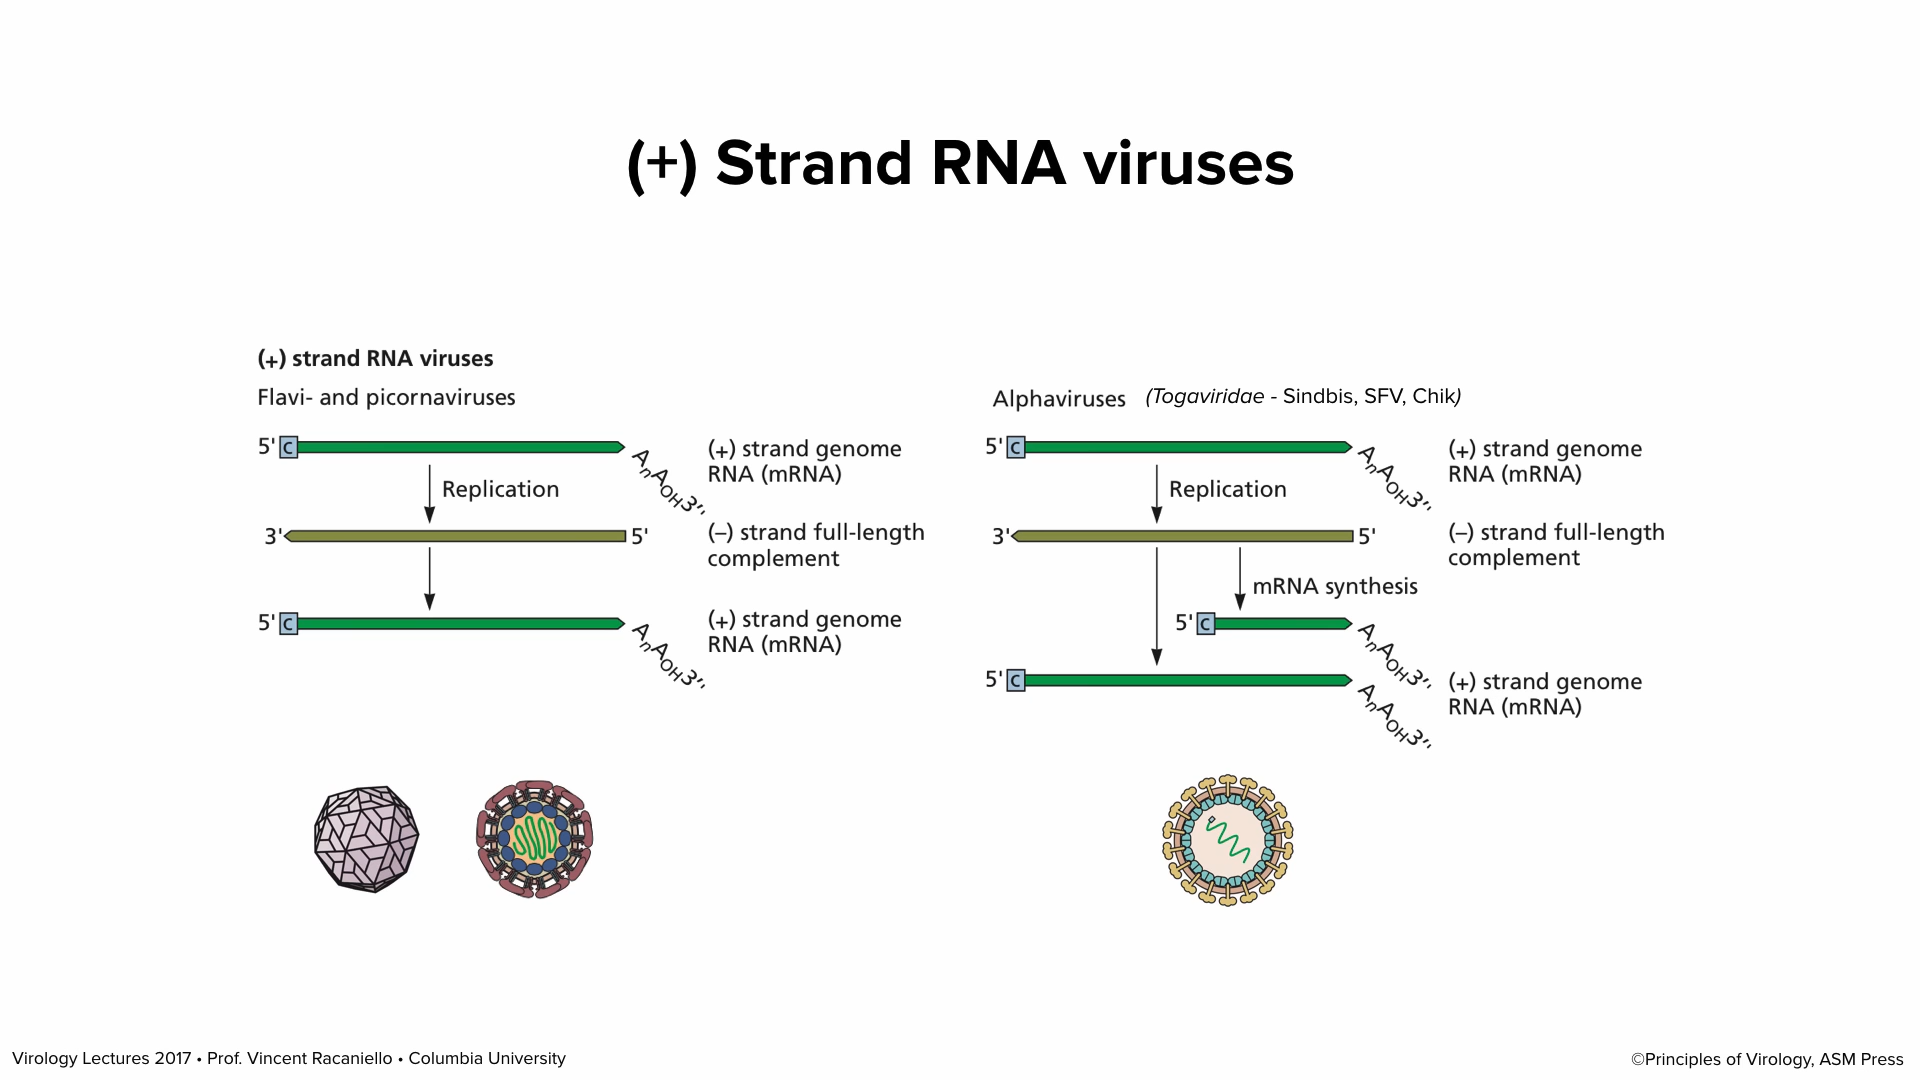 (+) Strand RNA viruses
(+) strand RNA viruses
Flavi- and picornaviruses
5' C AnAOH3'
(+) strand genome
RNA (mRNA)
Replication
3' 5'
(–) strand full-length
complement
5' C AnAOH3'
(+) strand genome
RNA (mRNA)
Alphaviruses (Togaviridae - Sindbis, SFV, Chik)
5' C AnAOH3'
(+) strand genome
RNA (mRNA)
Replication
3' 5'
(–) strand full-length
complement
mRNA synthesis
5' C AnAOH3'
5' C AnAOH3'
(+) strand genome
RNA (mRNA)
Virology Lectures 2017 • Prof. Vincent Racaniello • Columbia University
©Principles of Virology, ASM Press